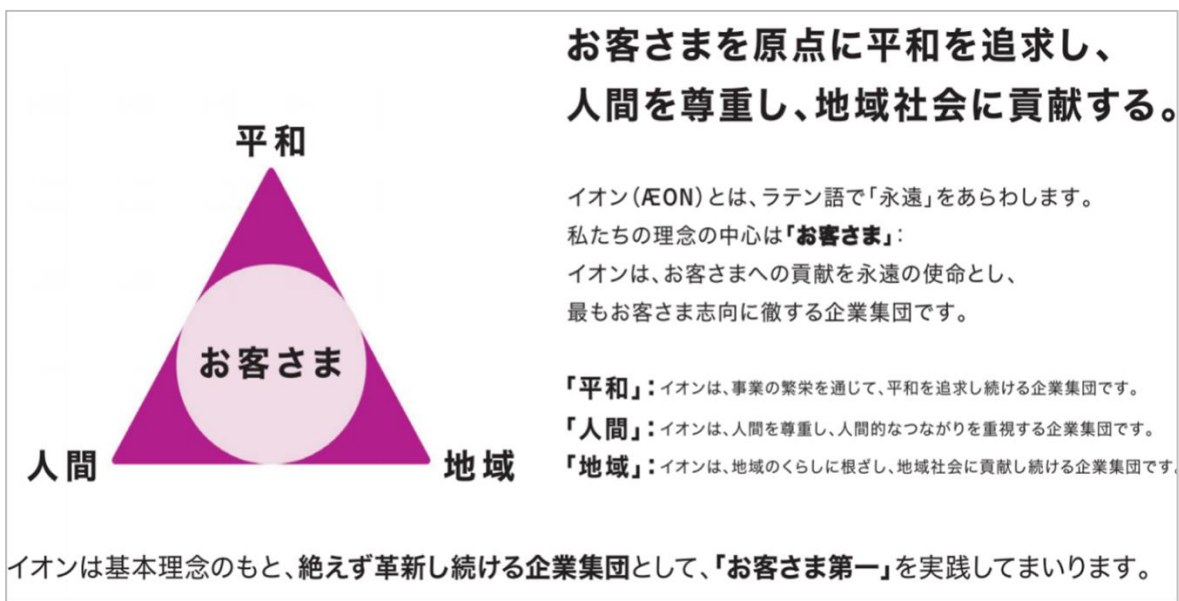 お客さまを原点に平和を追求し、
人間を尊重し、地域社会に貢献する。
平和
お客さま
人間
地域
イオン(ÆON)とは、ラテン語で「永遠」をあらわします。
私たちの理念の中心は「お客さま」:
イオンは、お客さまへの貢献を永遠の使命とし、
最もお客さま志向に徹する企業集団です。
「平和」:イオンは、事業の繁栄を通じて、平和を追求し続ける企業集団です。
「人間」:イオンは、人間を尊重し、人間的なつながりを重視する企業集団です。
「地域」:イオンは、地域のくらしに根ざし、地域社会に貢献し続ける企業集団です。
イオンは基本理念のもと、絶えず革新し続ける企業集団として、「お客さま第一」を実践してまいります。